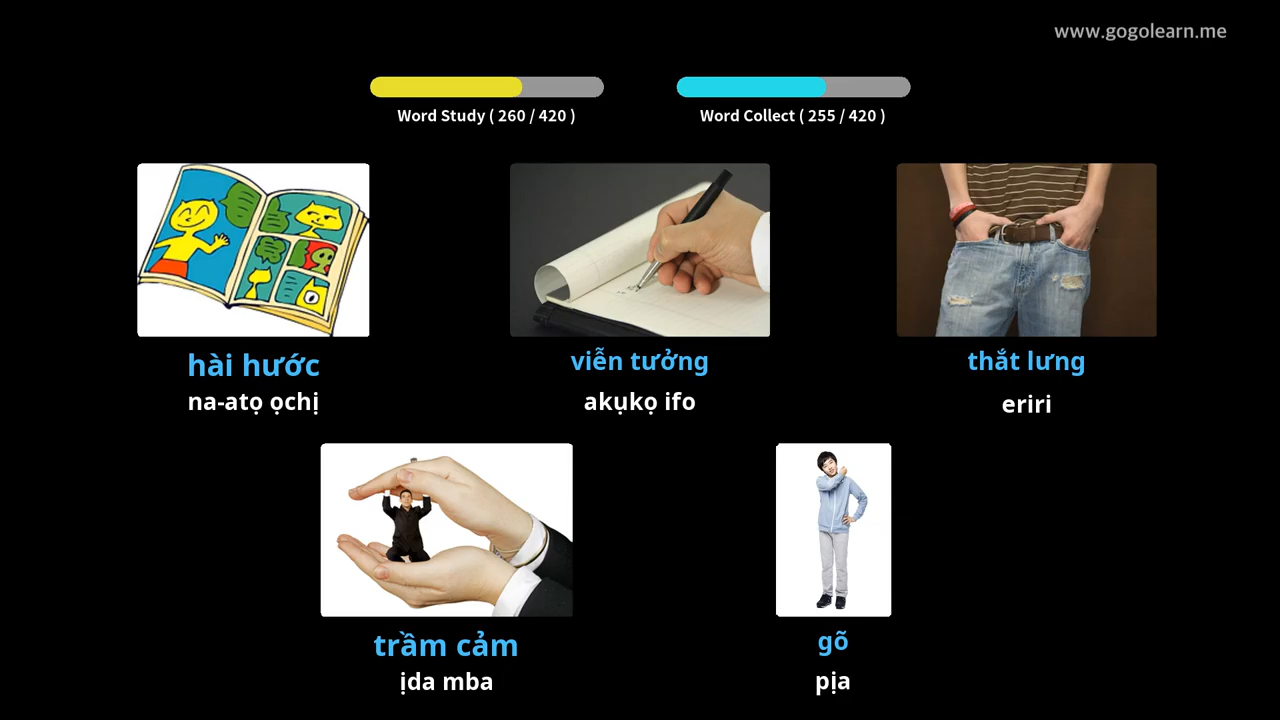 www.gogolearn.me
Word Study ( 260 / 420 )
Word Collect ( 255 / 420 )
hài hước
na-atọ ọchị
viễn tưởng
akụkọ ifo
thắt lưng
eriri
trầm cảm
ịda mba
gõ
pịa